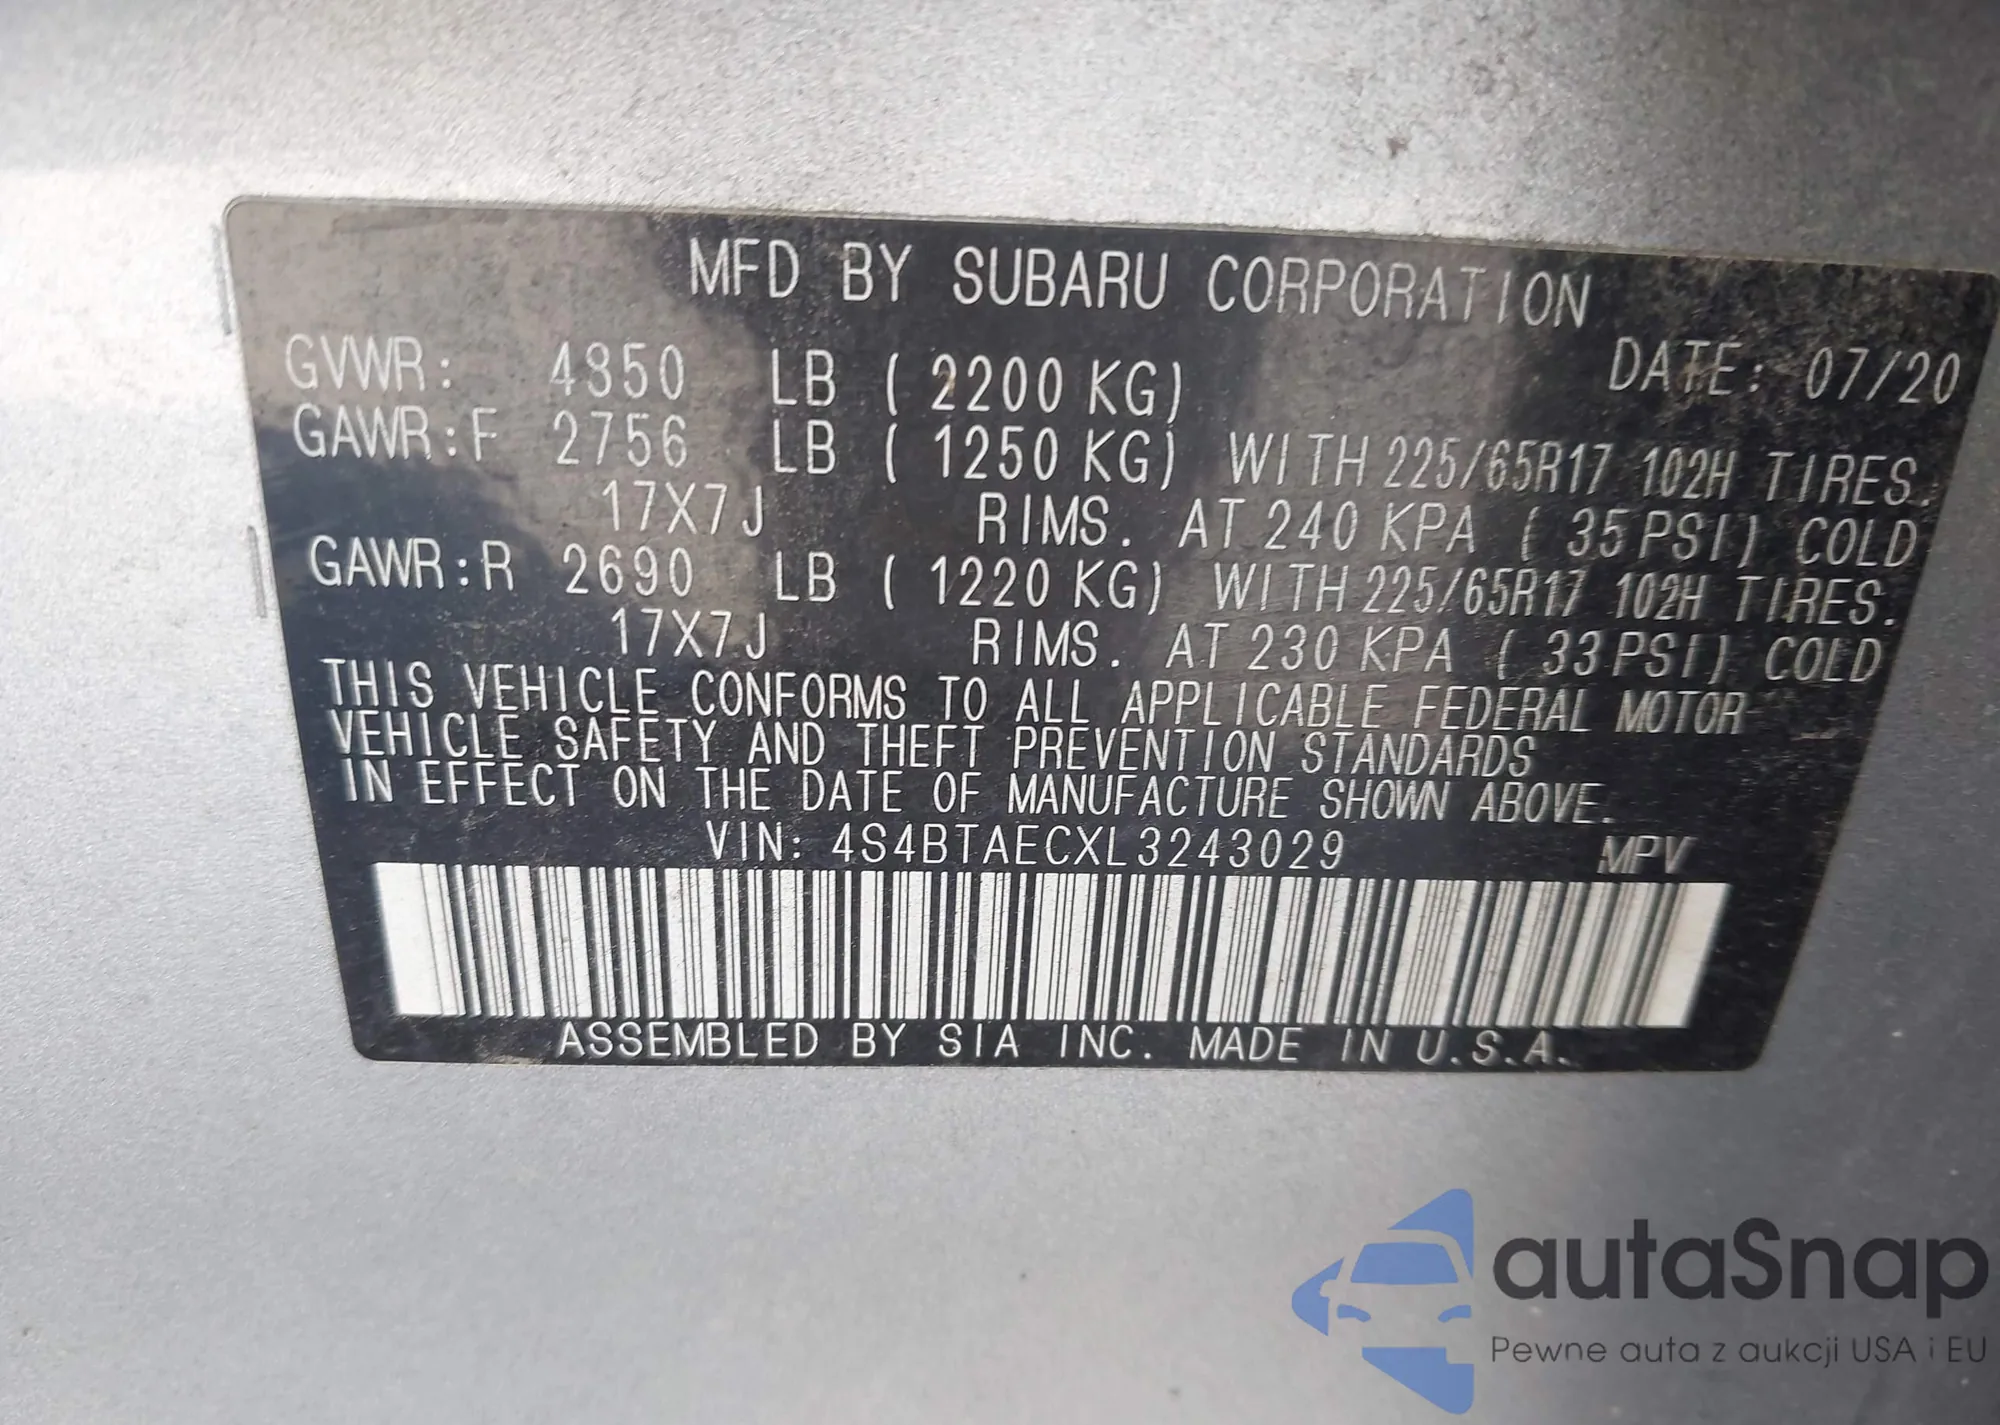 MFD BY SUBARU CORPORATION
GVWR: 4850 LB ( 2200 KG) DATE: 07/20
GAWR:F 2756 LB ( 1250 KG) WITH 225/65R17 102H TIRES.
17X7J RIMS. AT 240 KPA ( 35 PSI) COLD
GAWR:R 2690 LB ( 1220 KG) WITH 225/65R17 102H TIRES.
17X7J RIMS. AT 230 KPA ( 33 PSI) COLD
THIS VEHICLE CONFORMS TO ALL APPLICABLE FEDERAL MOTOR
VEHICLE SAFETY AND THEFT PREVENTION STANDARDS
IN EFFECT ON THE DATE OF MANUFACTURE SHOWN ABOVE.
VIN: 4S4BTAECXL3243029 MPV
ASSEMBLED BY SIA INC. MADE IN U.S.A.
autaSnap
Pewne auta z aukcji USA i EU